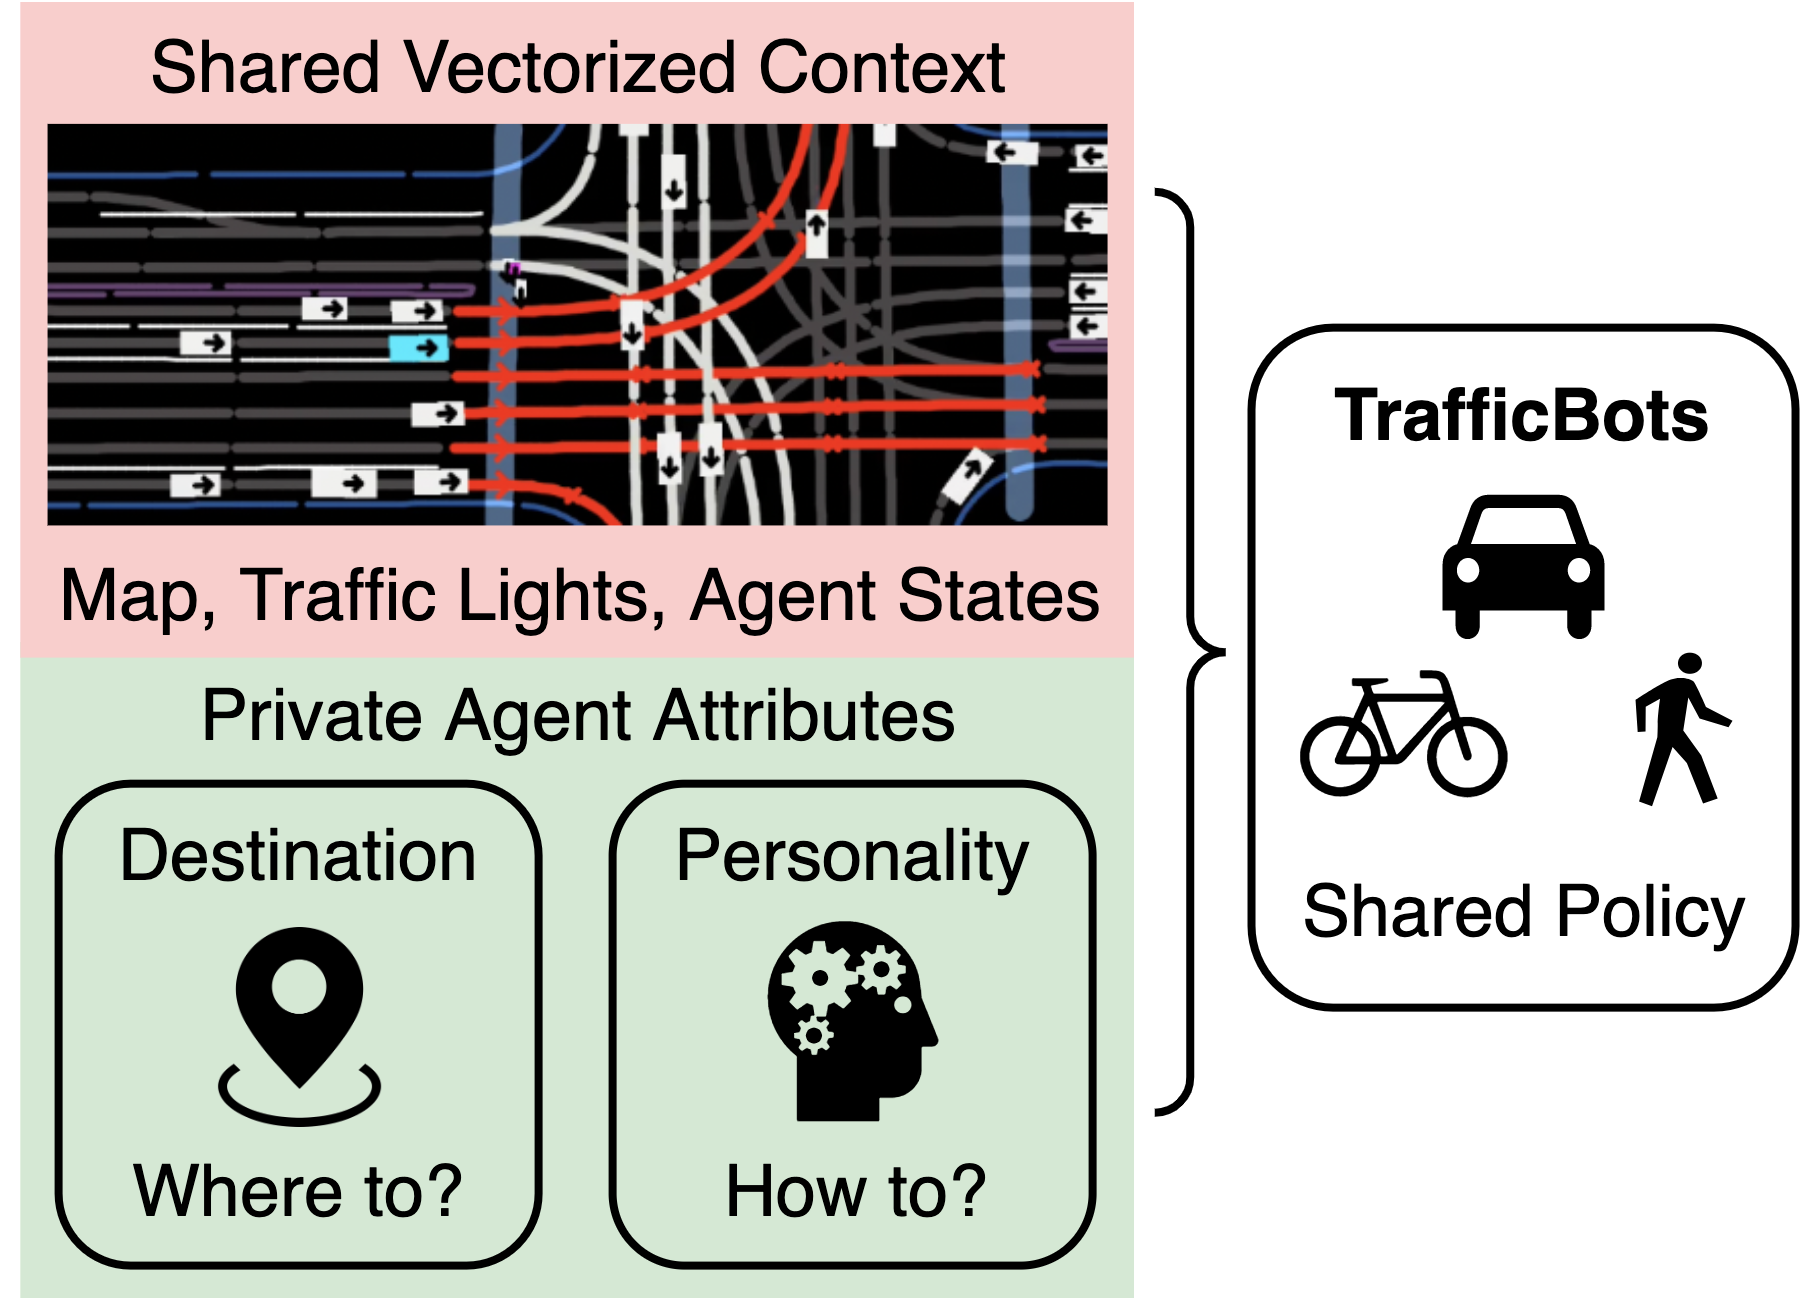 Shared Vectorized Context
Map, Traffic Lights, Agent States
Private Agent Attributes
Destination
Where to?
Personality
How to?
TrafficBots
Shared Policy